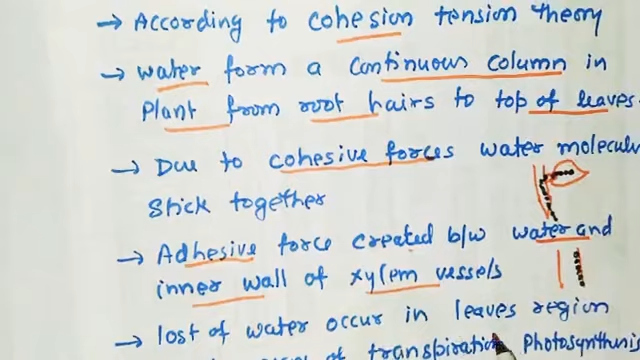 → According to cohesion tension theory
→ water form a continuous column in
Plant from root hairs to top of leaves.
→ Due to cohesive forces water molecul
Stick together
→ Adhesive force created b/w water and
inner wall of xylem vessels
→ lost of water occur in leaves region
of transpiration Photosynthesis